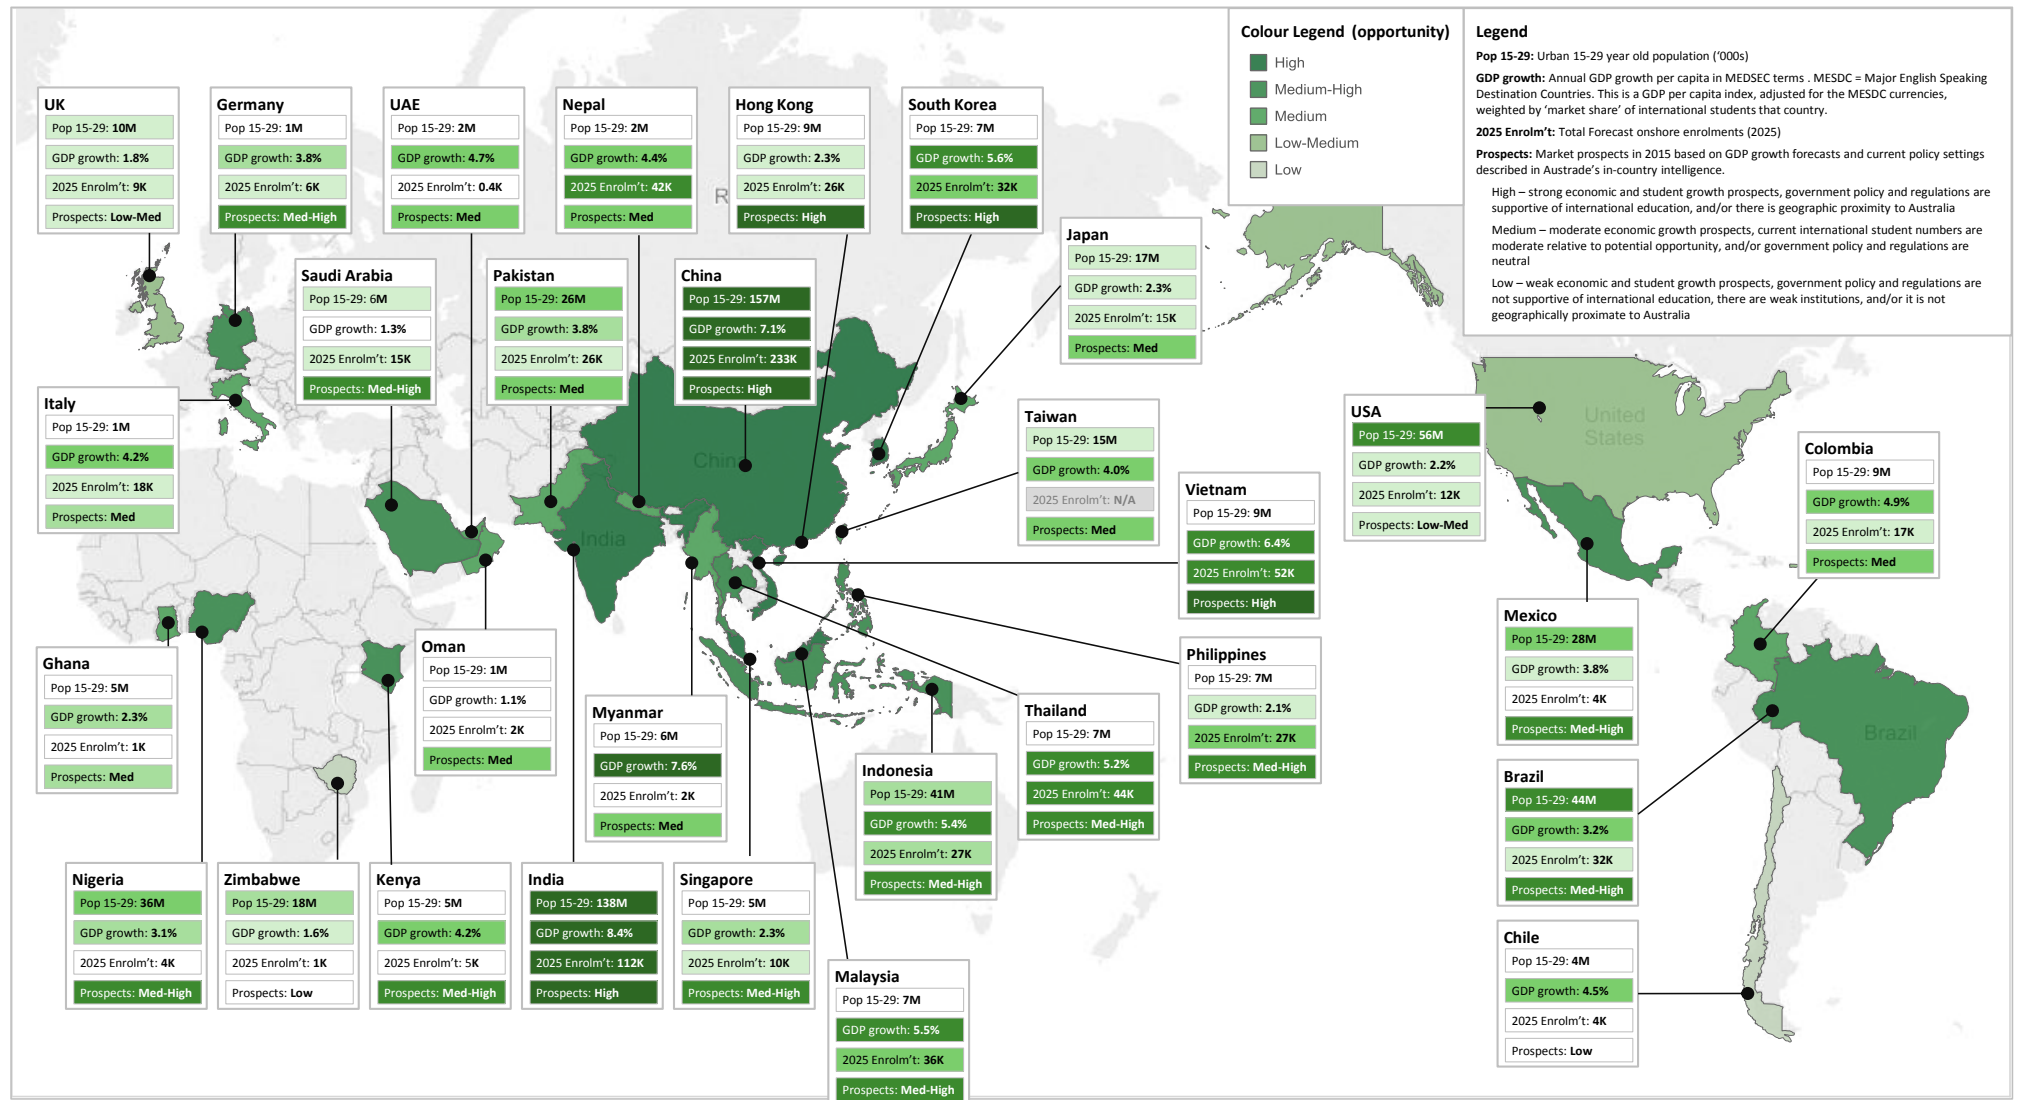 Colour Legend (opportunity)
High
Medium-High
Medium
Low-Medium
Low
Legend
Pop 15-29: Urban 15-29 year old population (‘000s)
GDP growth: Annual GDP growth per capita in MEDSEC terms . MESDC = Major English Speaking
Destination Countries. This is a GDP per capita index, adjusted for the MESDC currencies,
weighted by ‘market share’ of international students that country.
2025 Enrolm’t: Total Forecast onshore enrolments (2025)
Prospects: Market prospects in 2015 based on GDP growth forecasts and current policy settings
described in Austrade’s in-country intelligence.
High – strong economic and student growth prospects, government policy and regulations are
supportive of international education, and/or there is geographic proximity to Australia
Medium – moderate economic growth prospects, current international student numbers are
moderate relative to potential opportunity, and/or government policy and regulations are
neutral
Low – weak economic and student growth prospects, government policy and regulations are
not supportive of international education, there are weak institutions, and/or it is not
geographically proximate to Australia
UK
Pop 15-29: 10M
GDP growth: 1.8%
2025 Enrolm’t: 9K
Prospects: Low-Med
Germany
Pop 15-29: 1M
GDP growth: 3.8%
2025 Enrolm’t: 6K
Prospects: Med-High
UAE
Pop 15-29: 2M
GDP growth: 4.7%
2025 Enrolm’t: 0.4K
Prospects: Med
Nepal
Pop 15-29: 2M
GDP growth: 4.4%
2025 Enrolm’t: 42K
Prospects: Med
R
Hong Kong
Pop 15-29: 9M
GDP growth: 2.3%
2025 Enrolm’t: 26K
Prospects: High
South Korea
Pop 15-29: 7M
GDP growth: 5.6%
2025 Enrolm’t: 32K
Prospects: High
Japan
Pop 15-29: 17M
GDP growth: 2.3%
2025 Enrolm’t: 15K
Prospects: Med
Saudi Arabia
Pop 15-29: 6M
GDP growth: 1.3%
2025 Enrolm’t: 15K
Prospects: Med-High
Pakistan
Pop 15-29: 26M
GDP growth: 3.8%
2025 Enrolm’t: 26K
Prospects: Med
China
Pop 15-29: 157M
GDP growth: 7.1%
2025 Enrolm’t: 233K
Prospects: High
Italy
Pop 15-29: 1M
GDP growth: 4.2%
2025 Enrolm’t: 18K
Prospects: Med
China
India
Taiwan
Pop 15-29: 15M
GDP growth: 4.0%
2025 Enrolm’t: N/A
Prospects: Med
USA
Pop 15-29: 56M
GDP growth: 2.2%
2025 Enrolm’t: 12K
Prospects: Low-Med
United
States
Colombia
Pop 15-29: 9M
GDP growth: 4.9%
2025 Enrolm’t: 17K
Prospects: Med
Vietnam
Pop 15-29: 9M
GDP growth: 6.4%
2025 Enrolm’t: 52K
Prospects: High
Mexico
Pop 15-29: 28M
GDP growth: 3.8%
2025 Enrolm’t: 4K
Prospects: Med-High
Philippines
Pop 15-29: 7M
GDP growth: 2.1%
2025 Enrolm’t: 27K
Prospects: Med-High
Ghana
Pop 15-29: 5M
GDP growth: 2.3%
2025 Enrolm’t: 1K
Prospects: Med
Oman
Pop 15-29: 1M
GDP growth: 1.1%
2025 Enrolm’t: 2K
Prospects: Med
Myanmar
Pop 15-29: 6M
GDP growth: 7.6%
2025 Enrolm’t: 2K
Prospects: Med
Thailand
Pop 15-29: 7M
GDP growth: 5.2%
2025 Enrolm’t: 44K
Prospects: Med-High
Indonesia
Pop 15-29: 41M
GDP growth: 5.4%
2025 Enrolm’t: 27K
Prospects: Med-High
Brazil
Brazil
Pop 15-29: 44M
GDP growth: 3.2%
2025 Enrolm’t: 32K
Prospects: Med-High
Nigeria
Pop 15-29: 36M
GDP growth: 3.1%
2025 Enrolm’t: 4K
Prospects: Med-High
Zimbabwe
Pop 15-29: 18M
GDP growth: 1.6%
2025 Enrolm’t: 1K
Prospects: Low
Kenya
Pop 15-29: 5M
GDP growth: 4.2%
2025 Enrolm’t: 5K
Prospects: Med-High
India
Pop 15-29: 138M
GDP growth: 8.4%
2025 Enrolm’t: 112K
Prospects: High
Singapore
Pop 15-29: 5M
GDP growth: 2.3%
2025 Enrolm’t: 10K
Prospects: Med-High
Malaysia
Pop 15-29: 7M
GDP growth: 5.5%
2025 Enrolm’t: 36K
Prospects: Med-High
Chile
Pop 15-29: 4M
GDP growth: 4.5%
2025 Enrolm’t: 4K
Prospects: Low